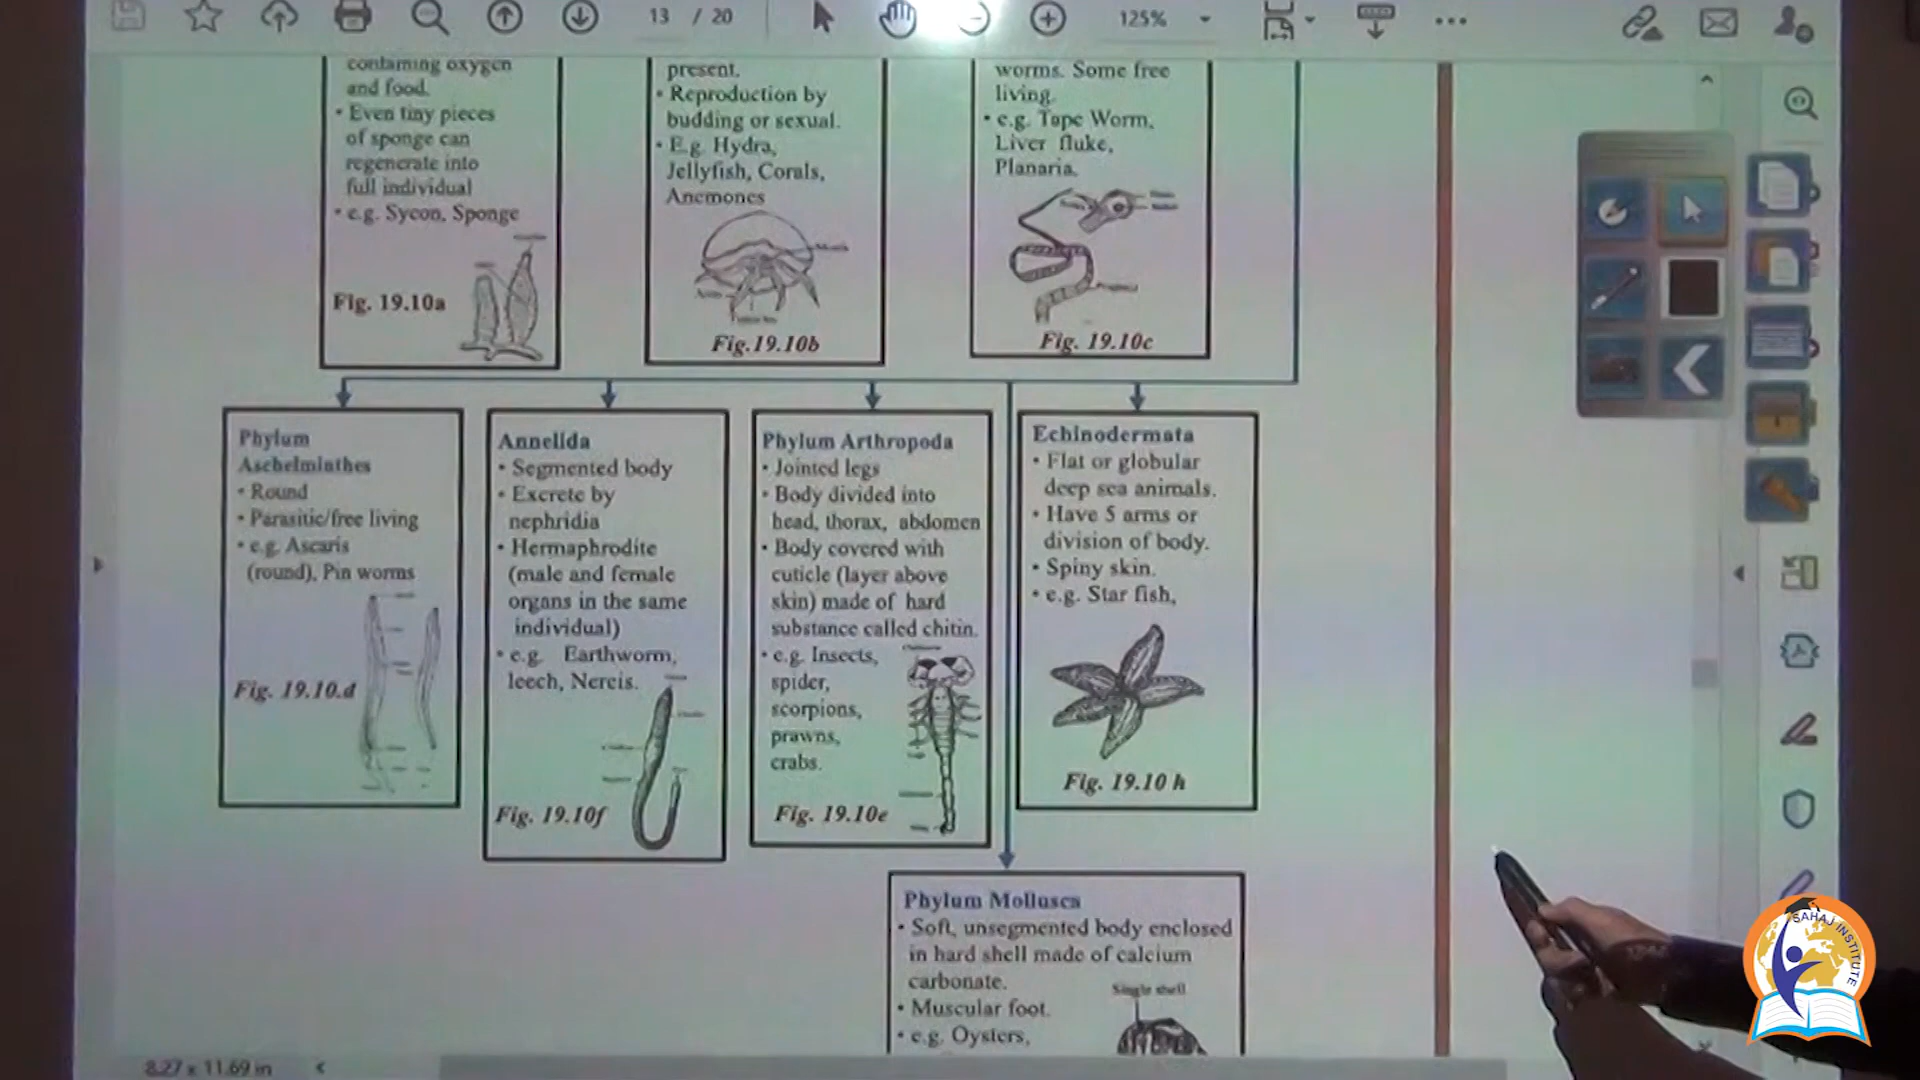 13 / 20
125%
containing oxygen
and food.
• Even tiny pieces
of sponge can
regenerate into
full individual
• e.g. Sycon, Sponge
Fig. 19.10a
present.
• Reproduction by
budding or sexual.
• E.g. Hydra,
Jellyfish, Corals,
Anemones
Fig.19.10b
worms. Some free
living.
• e.g. Tape Worm,
Liver fluke,
Planaria.
Fig. 19.10c
Phylum
Aschelminthes
• Round
• Parasitic/free living
• e.g. Ascaris
(round), Pin worms
Fig. 19.10.d
Annelida
• Segmented body
• Excrete by
nephridia
• Hermaphrodite
(male and female
organs in the same
individual)
• e.g. Earthworm,
leech, Nereis.
Fig. 19.10f
Phylum Arthropoda
• Jointed legs
• Body divided into
head, thorax, abdomen
• Body covered with
cuticle (layer above
skin) made of hard
substance called chitin.
• e.g. Insects,
spider,
scorpions,
prawns,
crabs.
Fig. 19.10e
Echinodermata
• Flat or globular
deep sea animals.
• Have 5 arms or
division of body.
• Spiny skin.
• e.g. Star fish,
Fig. 19.10 h
Phylum Mollusca
• Soft, unsegmented body enclosed
in hard shell made of calcium
carbonate.
• Muscular foot.
• e.g. Oysters,
Single shell
8.27 x 11.69 in
SAHAJ INSTITUTE